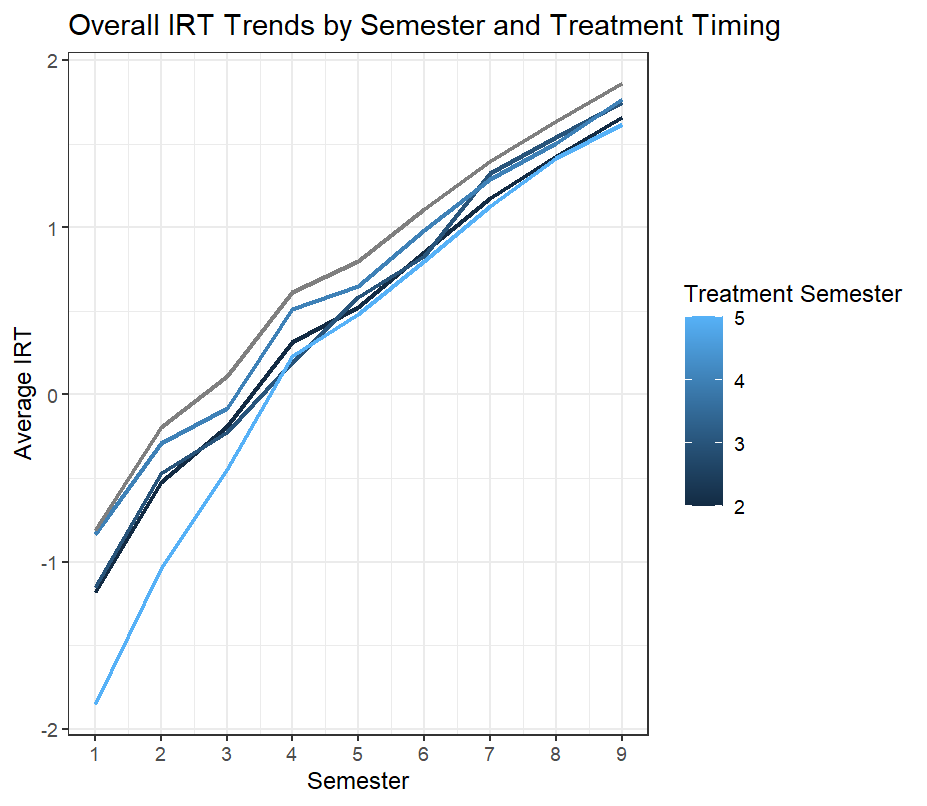 Overall IRT Trends by Semester and Treatment Timing
2
1
0
-1
-2
Average IRT
1 2 3 4 5 6 7 8 9
Semester
Treatment Semester
5
4
3
2